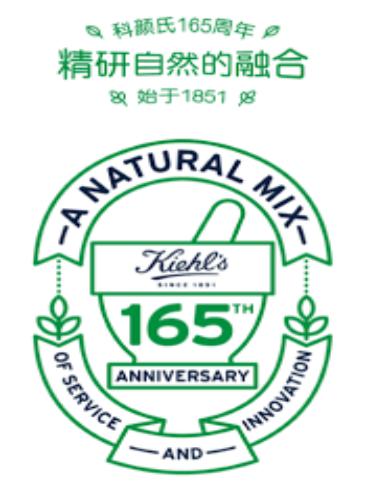 科颜氏165周年
精研自然的融合
始于1851
A NATURAL MIX
Kiehl's
SINCE 1851
165TH
ANNIVERSARY
OF SERVICE
AND
INNOVATION